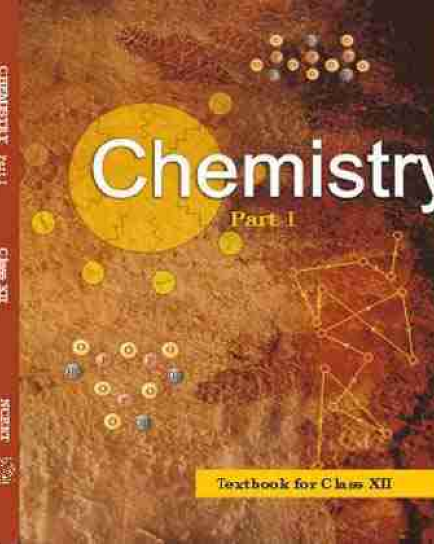 CHEMISTRY Part I
Class XII
NCERT
Chemistry
Part I
Textbook for Class XII